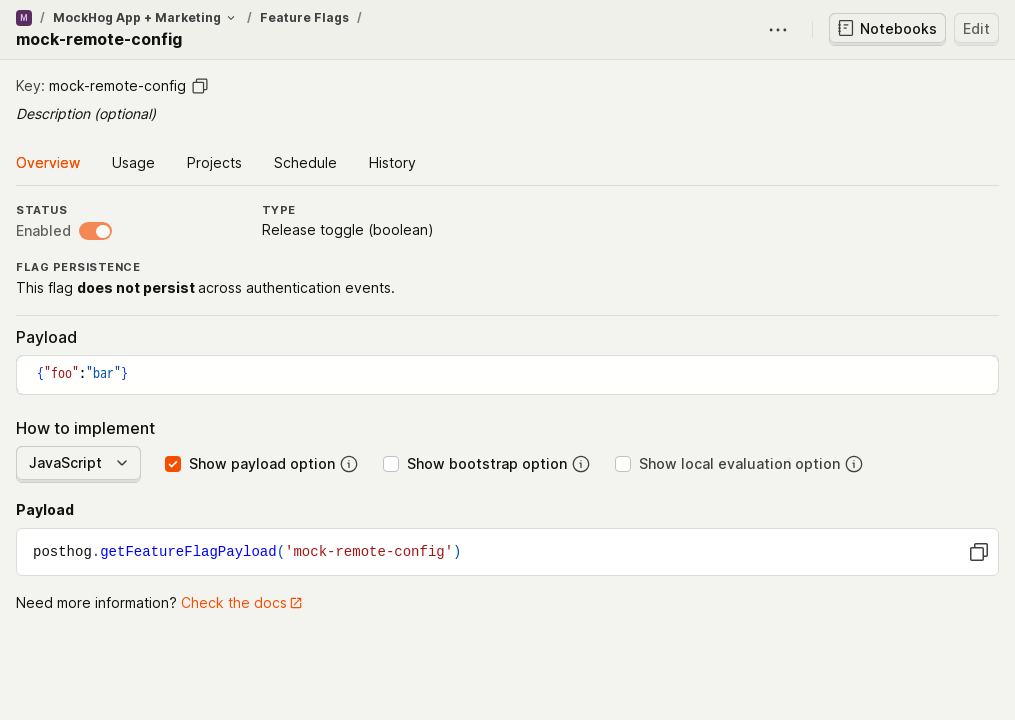 M / MockHog App + Marketing / Feature Flags /
mock-remote-config
Notebooks Edit
Key: mock-remote-config
Description (optional)
Overview Usage Projects Schedule History
STATUS TYPE
Enabled Release toggle (boolean)
FLAG PERSISTENCE
This flag does not persist across authentication events.
Payload
{"foo":"bar"}
How to implement
JavaScript Show payload option Show bootstrap option Show local evaluation option
Payload
posthog.getFeatureFlagPayload('mock-remote-config')
Need more information? Check the docs